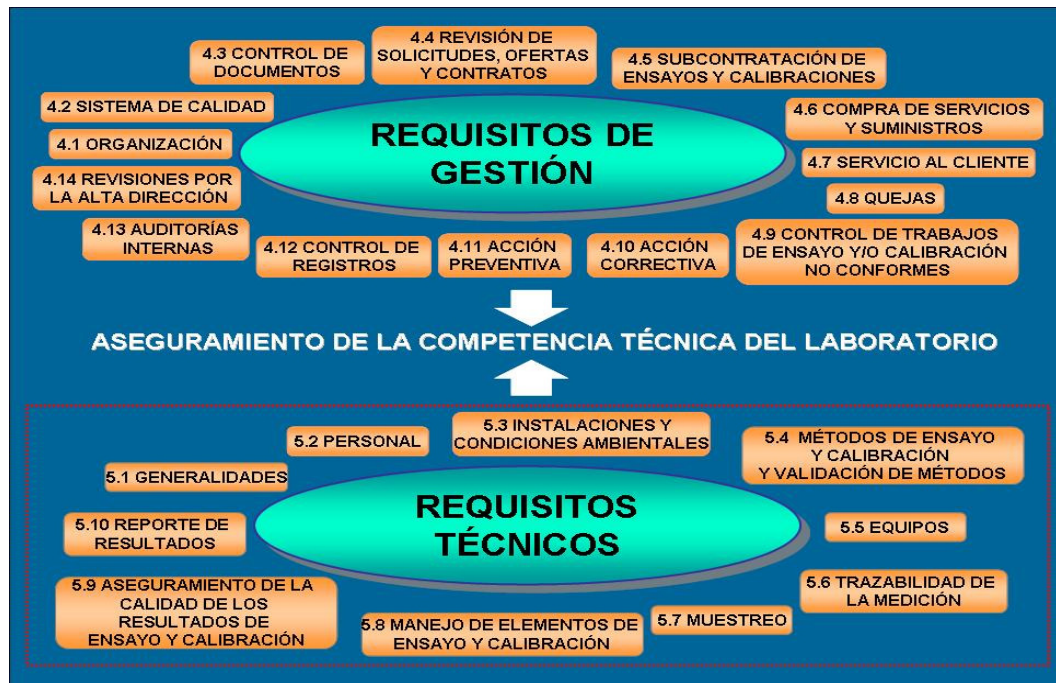 4.4 REVISIÓN DE
SOLICITUDES, OFERTAS
Y CONTRATOS
4.3 CONTROL DE
DOCUMENTOS
4.5 SUBCONTRATACIÓN DE
ENSAYOS Y CALIBRACIONES
4.2 SISTEMA DE CALIDAD
4.6 COMPRA DE SERVICIOS
Y SUMINISTROS
4.1 ORGANIZACIÓN
REQUISITOS DE
GESTIÓN
4.7 SERVICIO AL CLIENTE
4.14 REVISIONES POR
LA ALTA DIRECCIÓN
4.8 QUEJAS
4.13 AUDITORÍAS
INTERNAS
4.12 CONTROL DE
REGISTROS
4.11 ACCIÓN
PREVENTIVA
4.10 ACCIÓN
CORRECTIVA
4.9 CONTROL DE TRABAJOS
DE ENSAYO Y/O CALIBRACIÓN
NO CONFORMES
ASEGURAMIENTO DE LA COMPETENCIA TÉCNICA DEL LABORATORIO
5.3 INSTALACIONES Y
CONDICIONES AMBIENTALES
5.2 PERSONAL
5.4 MÉTODOS DE ENSAYO
Y CALIBRACIÓN
Y VALIDACIÓN DE MÉTODOS
5.1 GENERALIDADES
REQUISITOS
TÉCNICOS
5.10 REPORTE DE
RESULTADOS
5.5 EQUIPOS
5.9 ASEGURAMIENTO DE LA
CALIDAD DE LOS
RESULTADOS DE
ENSAYO Y CALIBRACIÓN
5.6 TRAZABILIDAD DE
LA MEDICIÓN
5.8 MANEJO DE ELEMENTOS DE
ENSAYO Y CALIBRACIÓN
5.7 MUESTREO